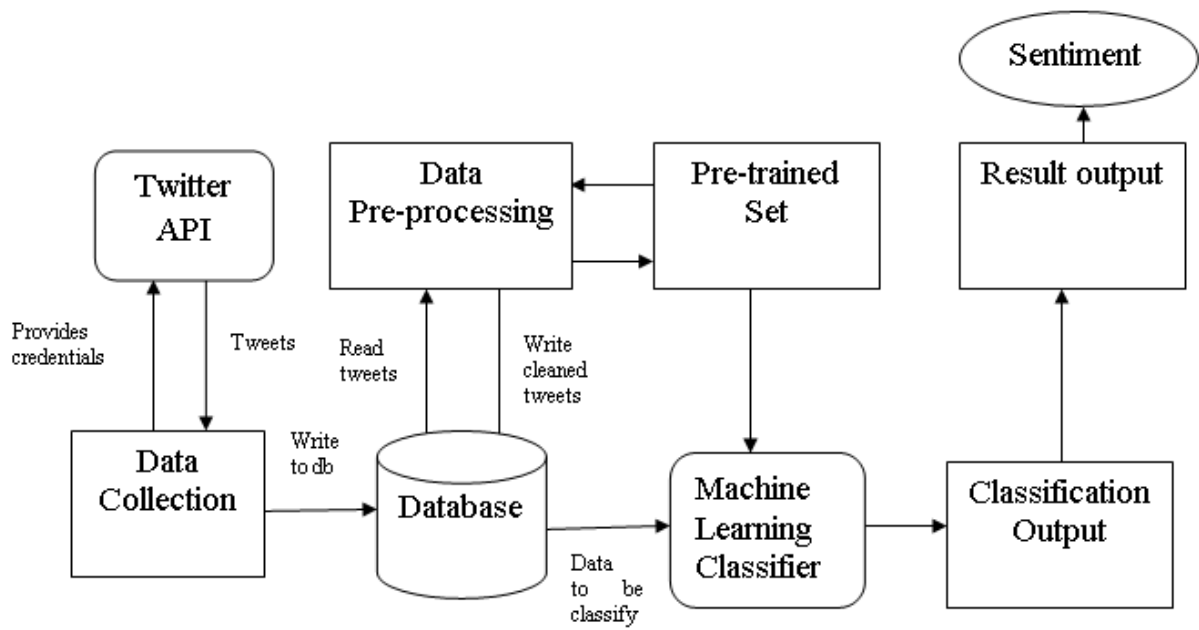 Sentiment
Twitter
API
Data
Pre-processing
Pre-trained
Set
Result output
Provides
credentials
Tweets
Read
tweets
Write
cleaned
tweets
Data
Collection
Write
to db
Database
Data
to be
classify
Machine
Learning
Classifier
Classification
Output